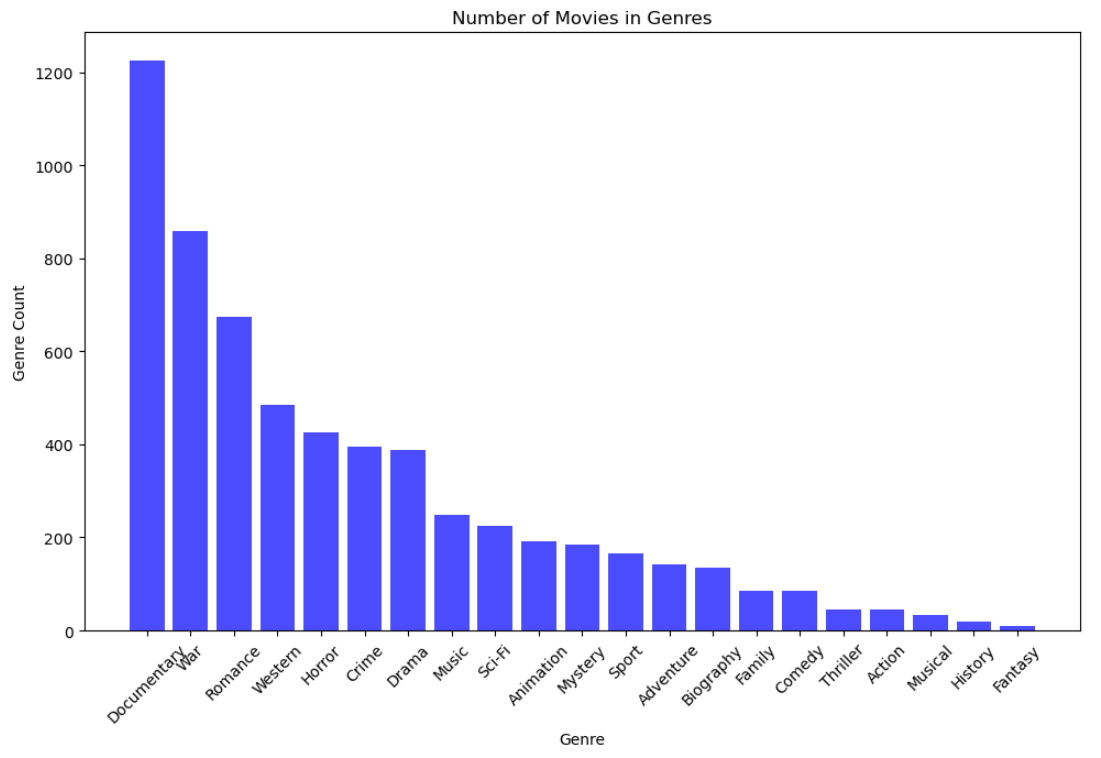 Number of Movies in Genres
1200
1000
800
600
400
200
0
Genre Count
Documentary
War
Romance
Western
Horror
Crime
Drama
Music
Sci-Fi
Animation
Mystery
Sport
Adventure
Biography
Family
Comedy
Thriller
Action
Musical
History
Fantasy
Genre